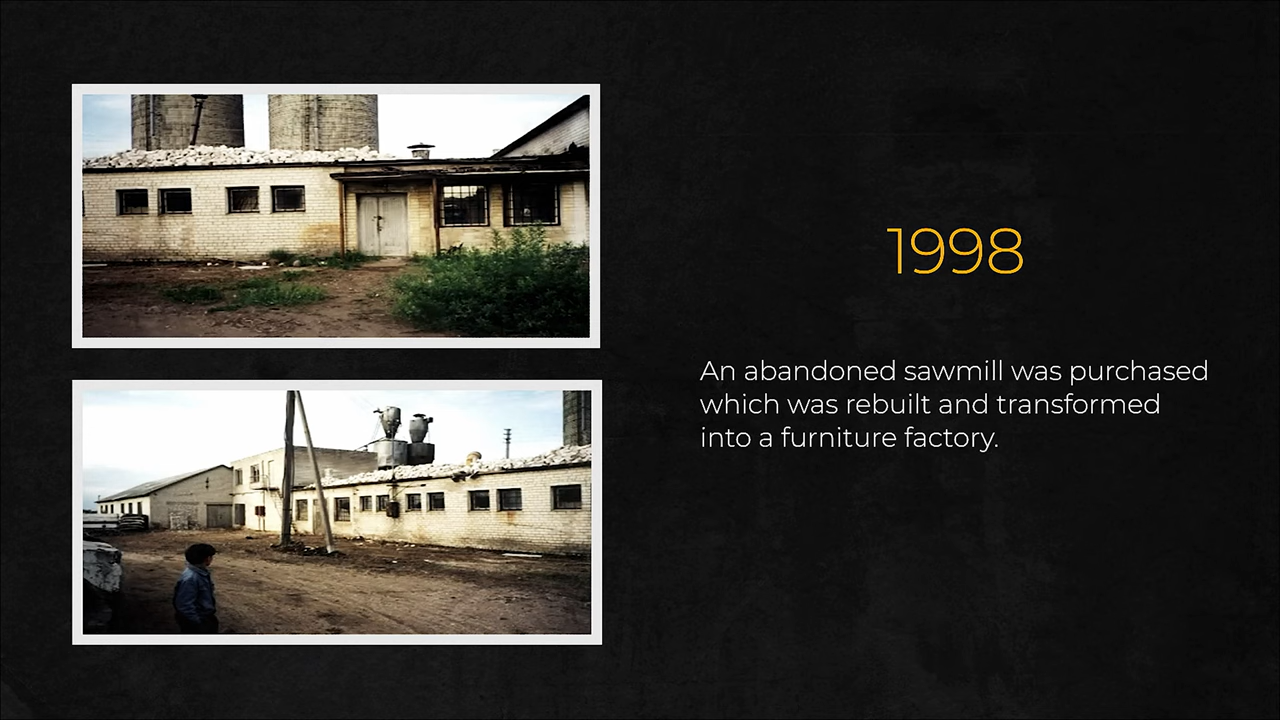 1998
An abandoned sawmill was purchased
which was rebuilt and transformed
into a furniture factory.